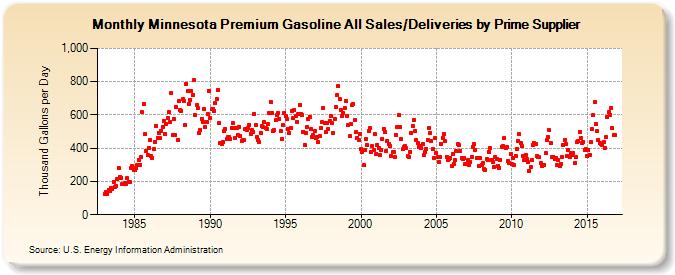 Monthly Minnesota Premium Gasoline All Sales/Deliveries by Prime Supplier
Thousand Gallons per Day
1,000
800
600
400
200
0
1985 1990 1995 2000 2005 2010 2015
Source: U.S. Energy Information Administration